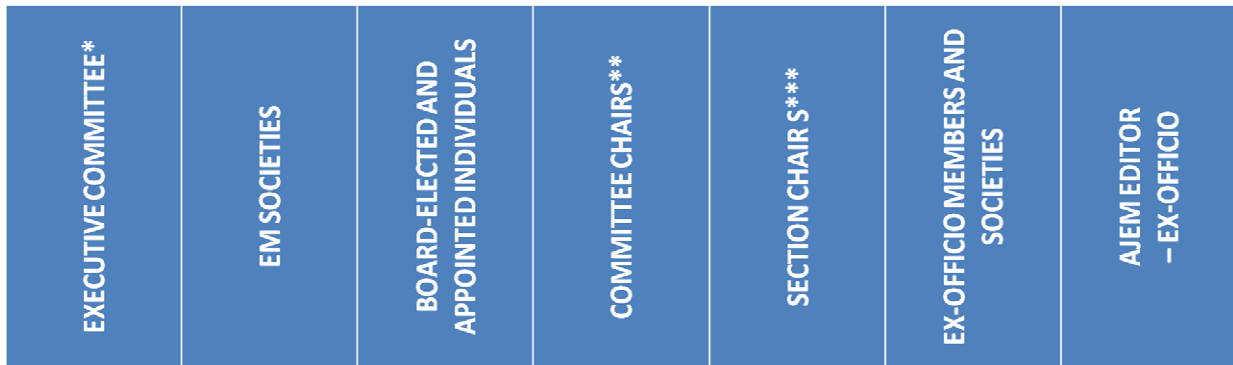 EXECUTIVE COMMITTEE*
EM SOCIETIES
BOARD-ELECTED AND
APPOINTED INDIVIDUALS
COMMITTEE CHAIRS**
SECTION CHAIR S***
EX-OFFICIO MEMBERS AND
SOCIETIES
AJEM EDITOR
– EX-OFFICIO